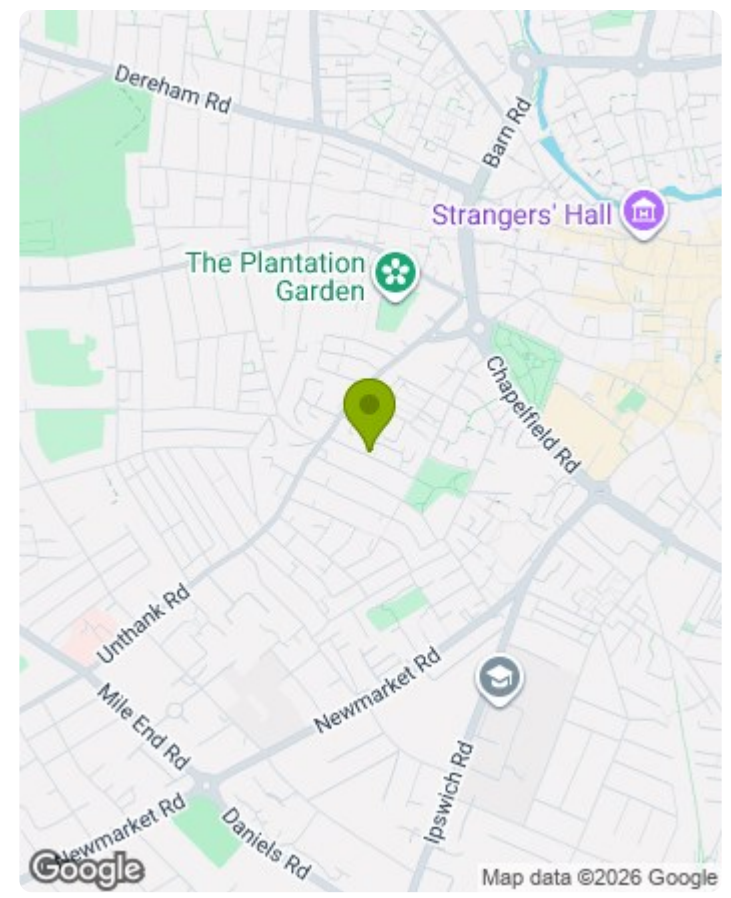 Dereham Rd
Barn Rd
Strangers' Hall
The Plantation
Garden
Chapelfield Rd
Unthank Rd
Mile End Rd
Newmarket Rd
Ipswich Rd
Newmarket Rd
Daniels Rd
Google
Map data ©2026 Google